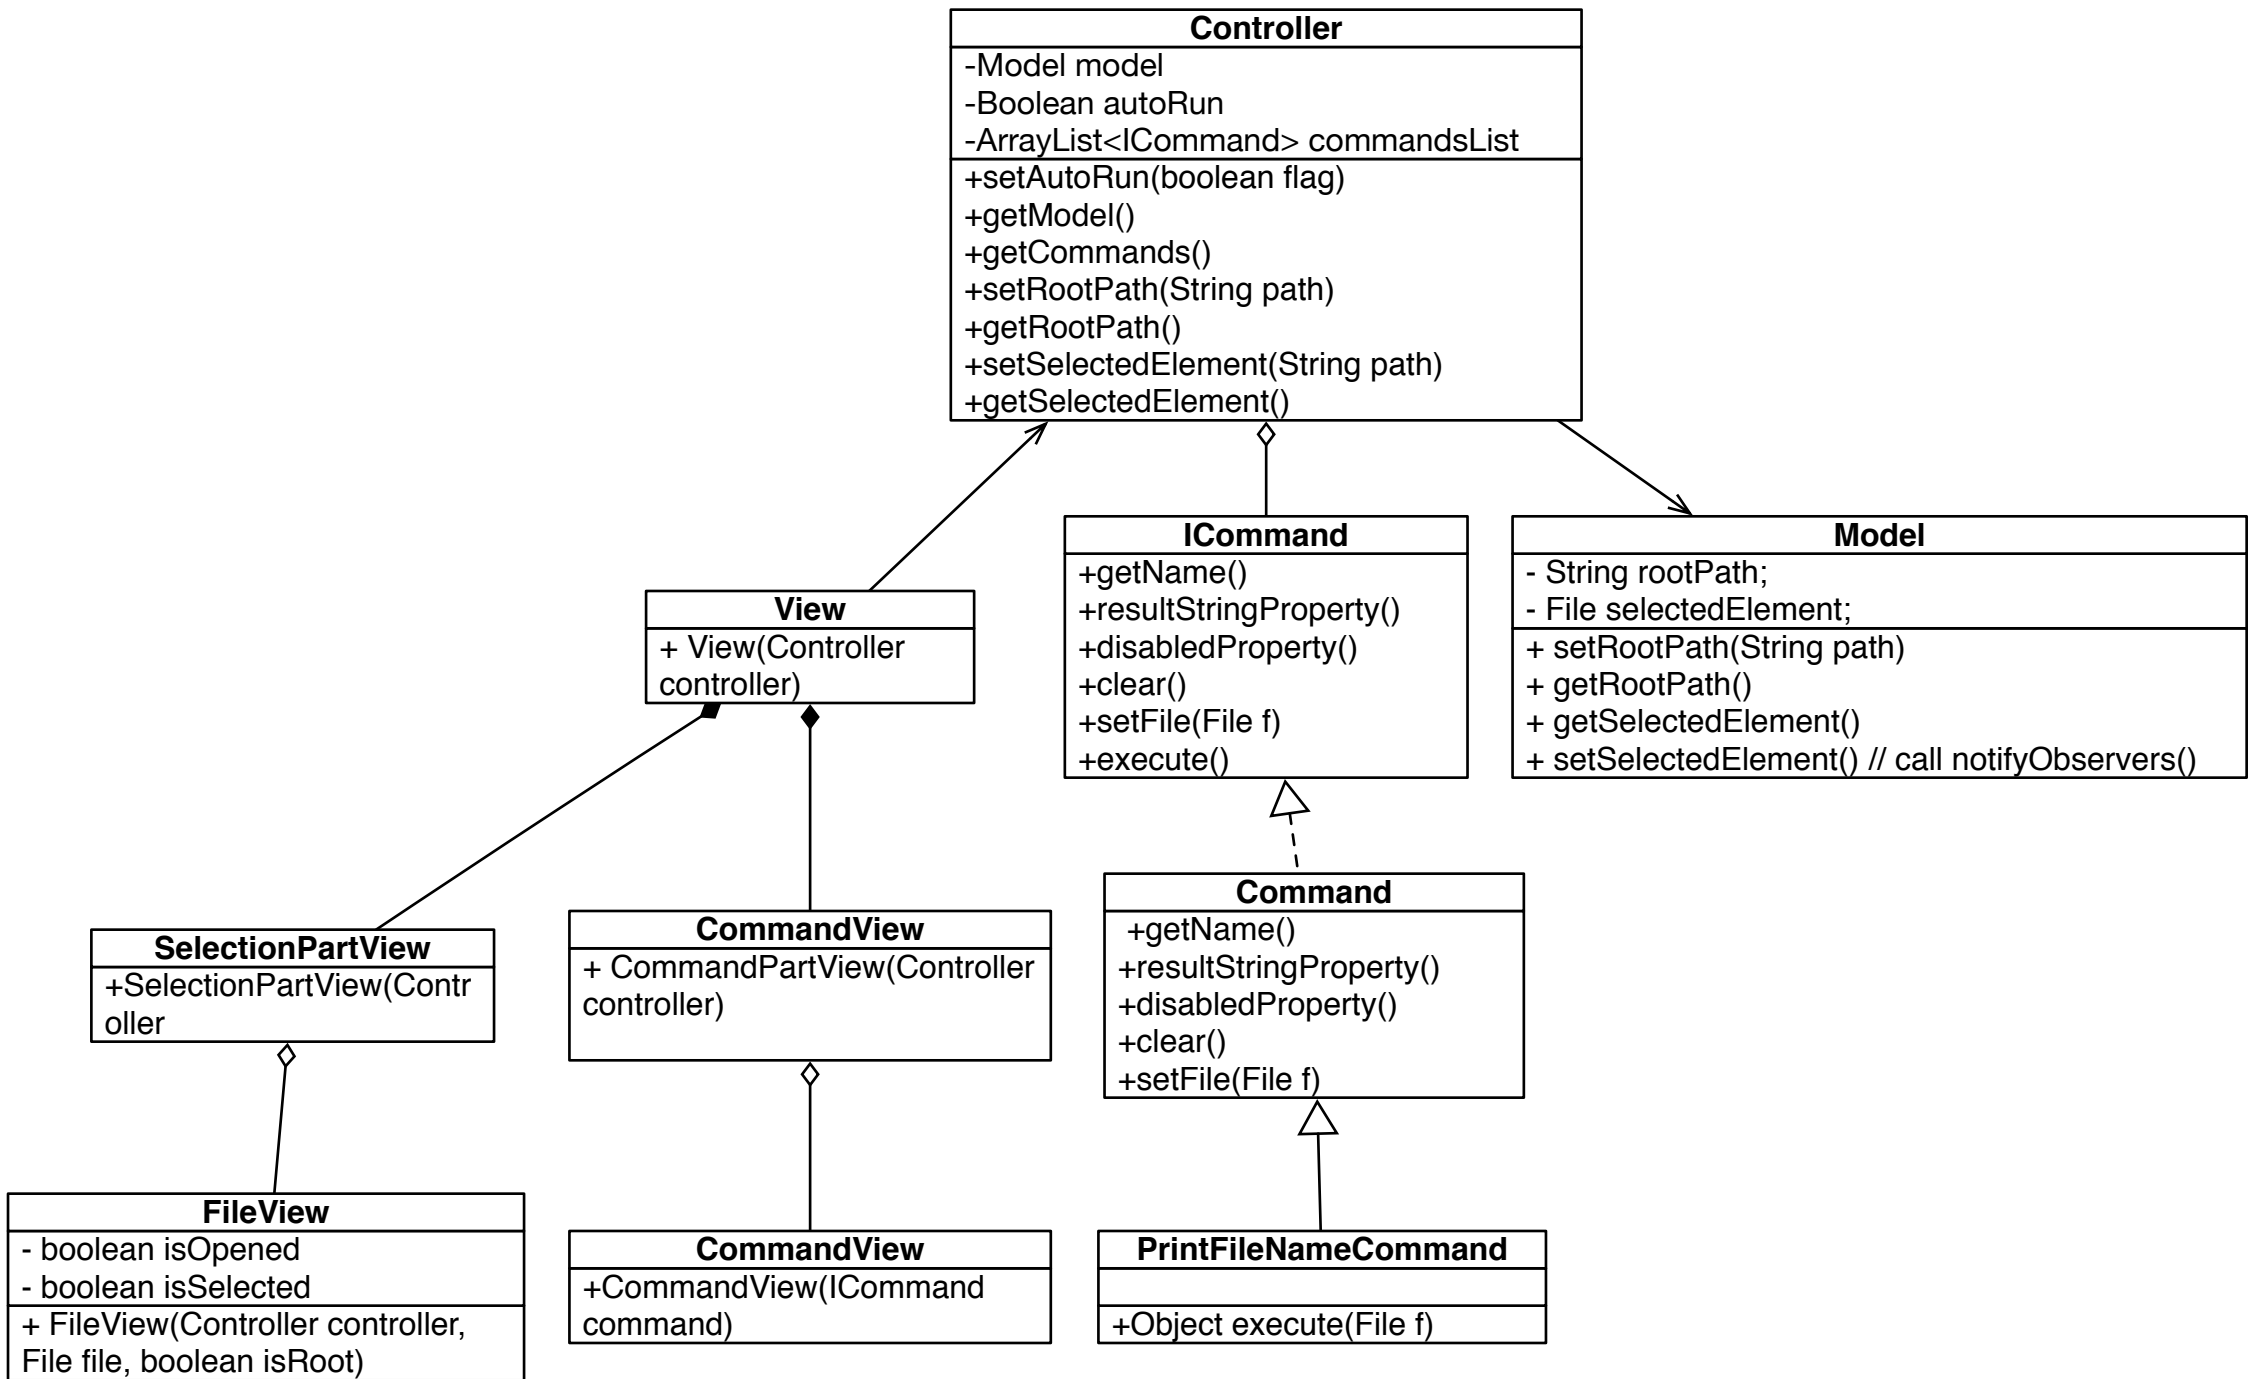 Controller
-Model model
-Boolean autoRun
-ArrayList<ICommand> commandsList
+setAutoRun(boolean flag)
+getModel()
+getCommands()
+setRootPath(String path)
+getRootPath()
+setSelectedElement(String path)
+getSelectedElement()
View
+ View(Controller
controller)
ICommand
+getName()
+resultStringProperty()
+disabledProperty()
+clear()
+setFile(File f)
+execute()
Model
- String rootPath;
- File selectedElement;
+ setRootPath(String path)
+ getRootPath()
+ getSelectedElement()
+ setSelectedElement() // call notifyObservers()
SelectionPartView
+SelectionPartView(Contr
oller
CommandView
+ CommandPartView(Controller
controller)
Command
+getName()
+resultStringProperty()
+disabledProperty()
+clear()
+setFile(File f)
FileView
- boolean isOpened
- boolean isSelected
+ FileView(Controller controller,
File file, boolean isRoot)
CommandView
+CommandView(ICommand
command)
PrintFileNameCommand
+Object execute(File f)